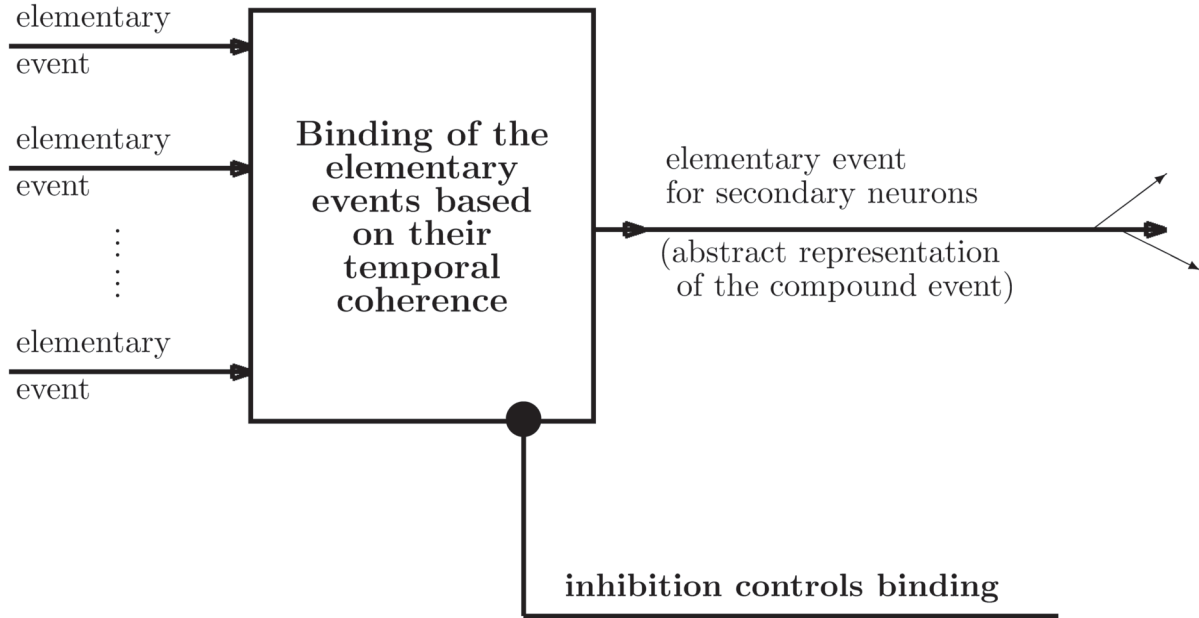 elementary
event
elementary
event
elementary
event
Binding of the
elementary
events based
on their
temporal
coherence
elementary event
for secondary neurons
(abstract representation
of the compound event)
inhibition controls binding